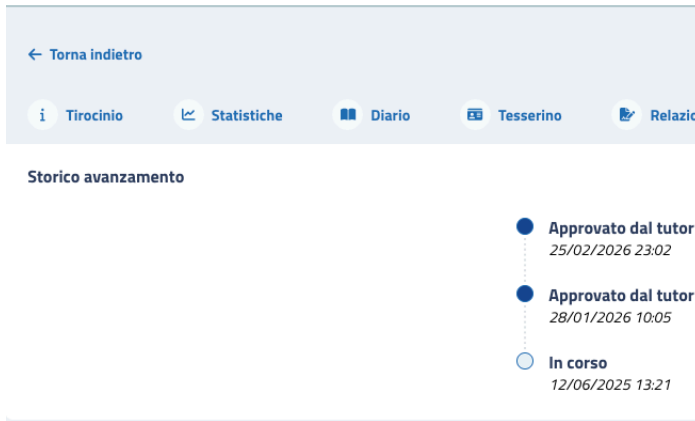 ← Torna indietro
Tirocinio Statistiche Diario Tesserino
Storico avanzamento
Approvato dal tutor
25/02/2026 23:02
Approvato dal tutor
28/01/2026 10:05
In corso
12/06/2025 13:21